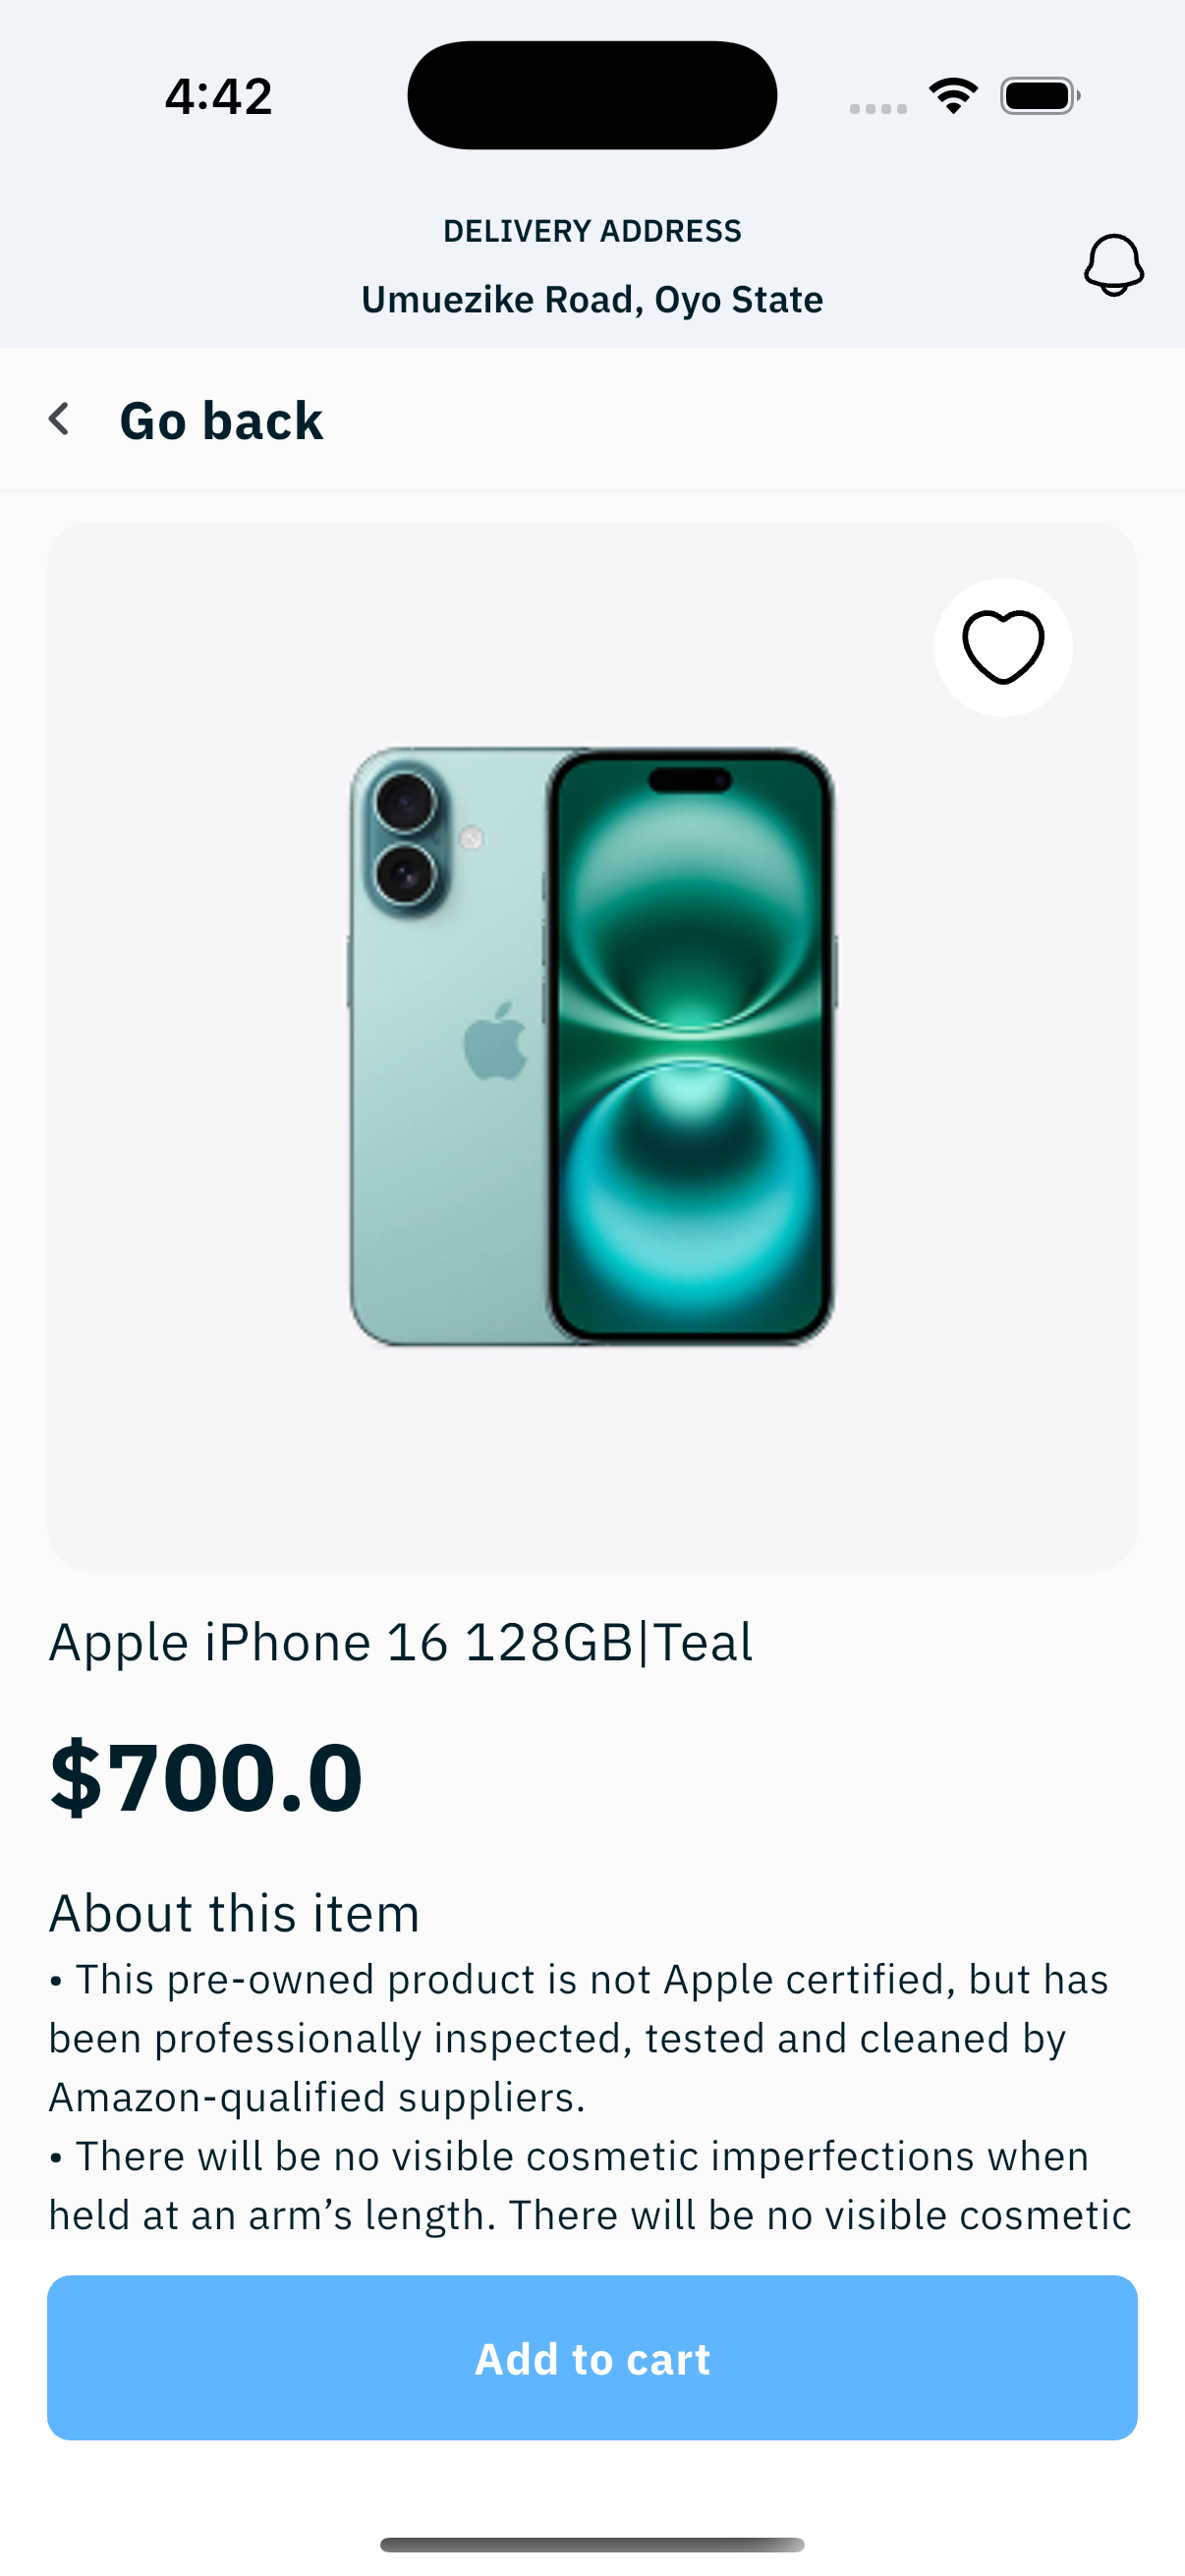 4:42
DELIVERY ADDRESS
Umuezike Road, Oyo State
Go back
Apple iPhone 16 128GB|Teal
$700.0
About this item
• This pre-owned product is not Apple certified, but has
been professionally inspected, tested and cleaned by
Amazon-qualified suppliers.
• There will be no visible cosmetic imperfections when
held at an arm’s length. There will be no visible cosmetic
Add to cart